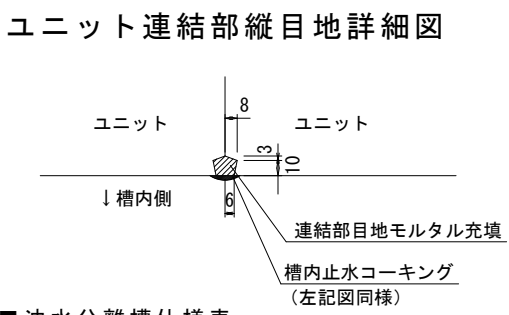 ユニット連結部縦目地詳細図
8
ユニット
ユニット
3
10
↓槽内側
6
連結部目地モルタル充填
槽内止水コーキング
(左記図同様)